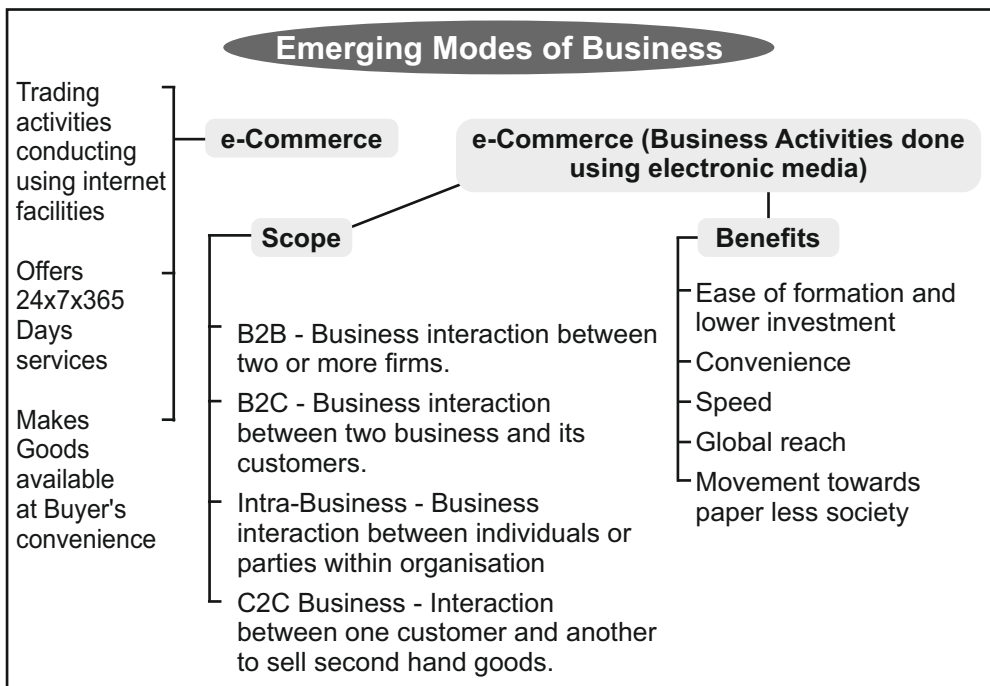 Emerging Modes of Business
Trading
activities
conducting
using internet
facilities
Offers
24x7x365
Days
services
Makes
Goods
available
at Buyer's
convenience
e-Commerce
e-Commerce (Business Activities done
using electronic media)
Scope
B2B - Business interaction between
two or more firms.
B2C - Business interaction
between two business and its
customers.
Intra-Business - Business
interaction between individuals or
parties within organisation
C2C Business - Interaction
between one customer and another
to sell second hand goods.
Benefits
Ease of formation and
lower investment
Convenience
Speed
Global reach
Movement towards
paper less society